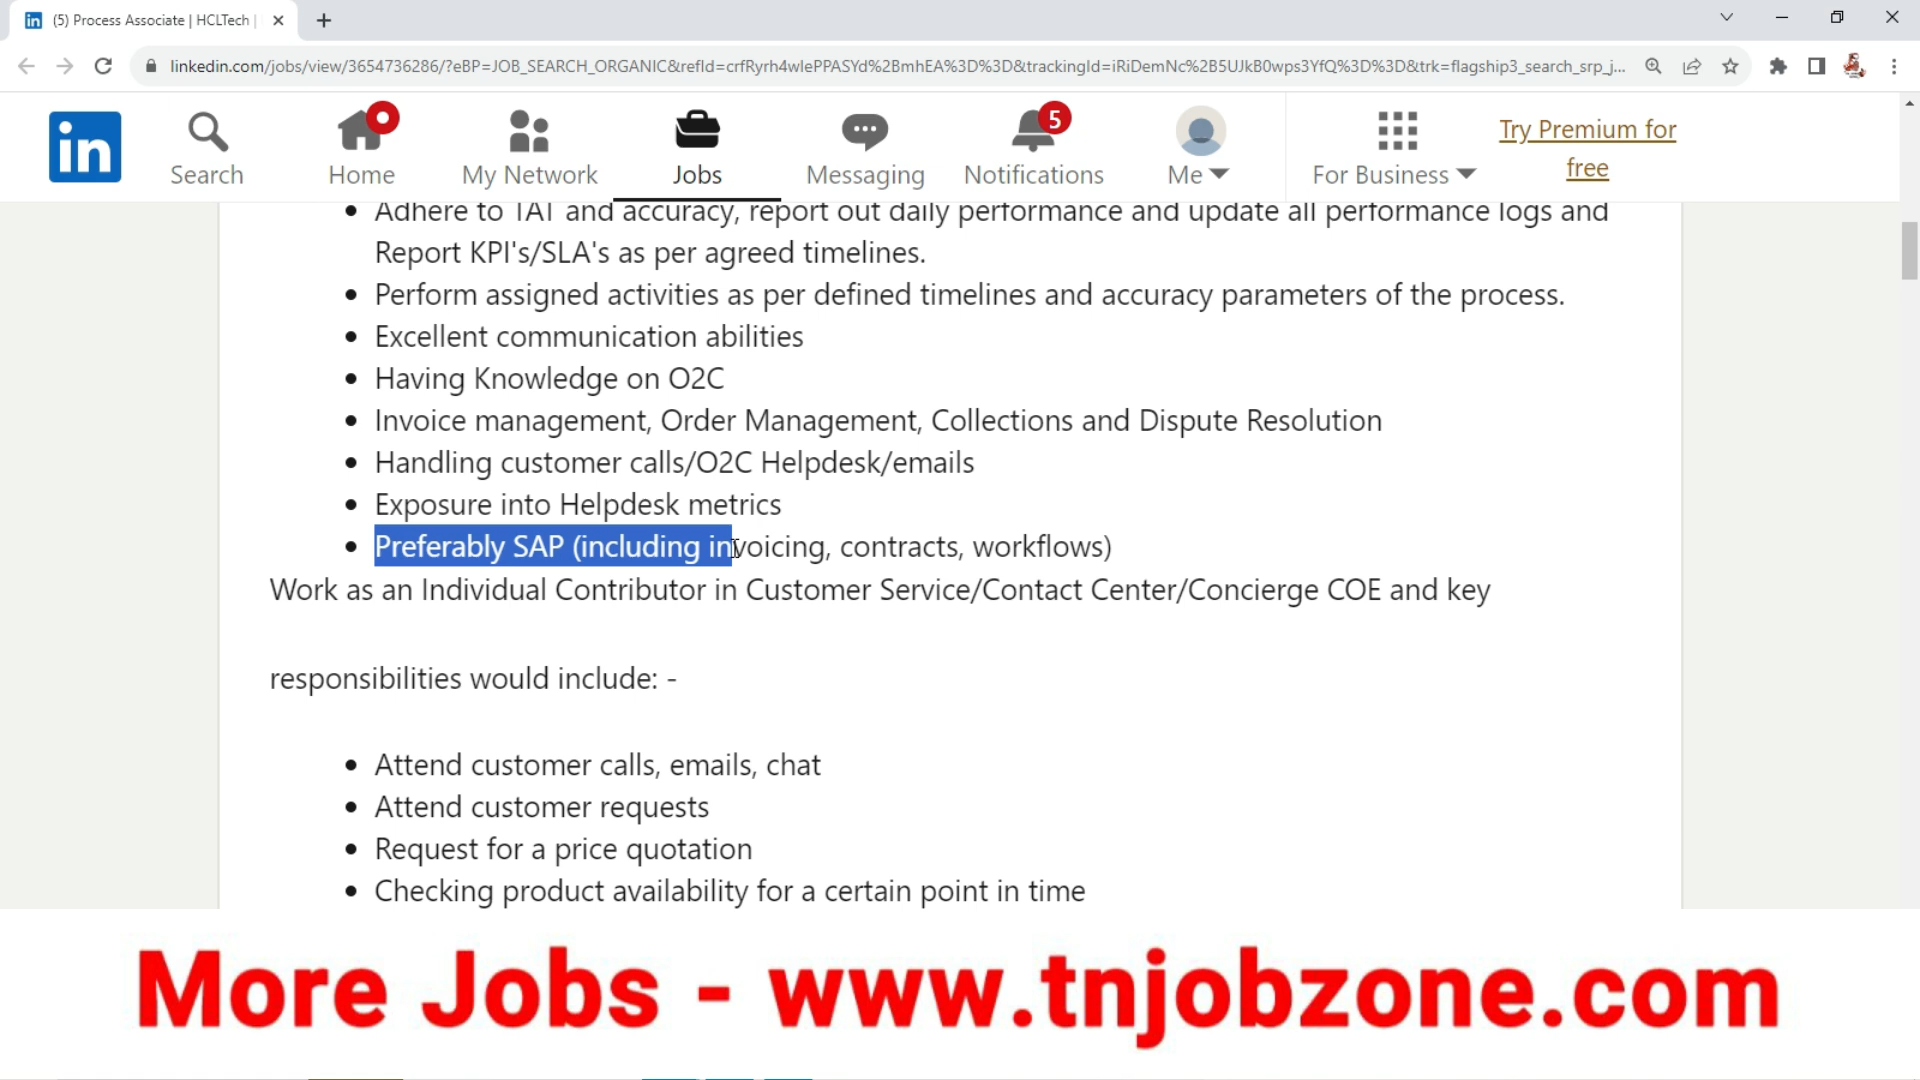 (5) Process Associate | HCLTech |
linkedin.com/jobs/view/3654736286/?eBP=JOB_SEARCH_ORGANIC&refId=crfRyrh4wlePPASYd%2BmhEA%3D%3D&trackingId=iRiDemNc%2B5UJkB0wps3YfQ%3D%3D&trk=flagship3_search_srp_j...
in
Search
Home
My Network
Jobs
Messaging
5
Notifications
Me
For Business
Try Premium for
free
Adhere to TAT and accuracy, report out daily performance and update all performance logs and
Report KPI's/SLA's as per agreed timelines.
Perform assigned activities as per defined timelines and accuracy parameters of the process.
Excellent communication abilities
Having Knowledge on O2C
Invoice management, Order Management, Collections and Dispute Resolution
Handling customer calls/O2C Helpdesk/emails
Exposure into Helpdesk metrics
Preferably SAP (including invoicing, contracts, workflows)
Work as an Individual Contributor in Customer Service/Contact Center/Concierge COE and key
responsibilities would include: -
Attend customer calls, emails, chat
Attend customer requests
Request for a price quotation
Checking product availability for a certain point in time
More Jobs - www.tnjobzone.com